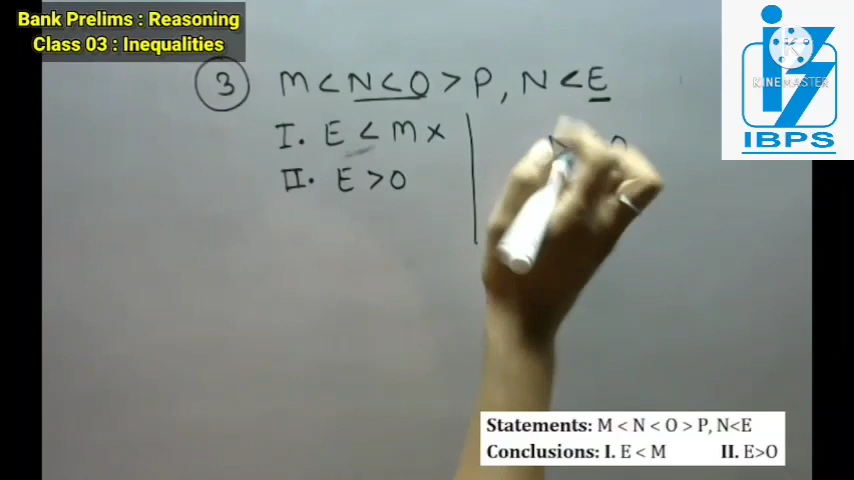 Bank Prelims : Reasoning
Class 03 : Inequalities
3 M < N < O > P, N < E
I. E < M ×
II. E > O
KINEMASTER
IBPS
Statements: M < N < O > P, N<E
Conclusions: I. E < M II. E>O